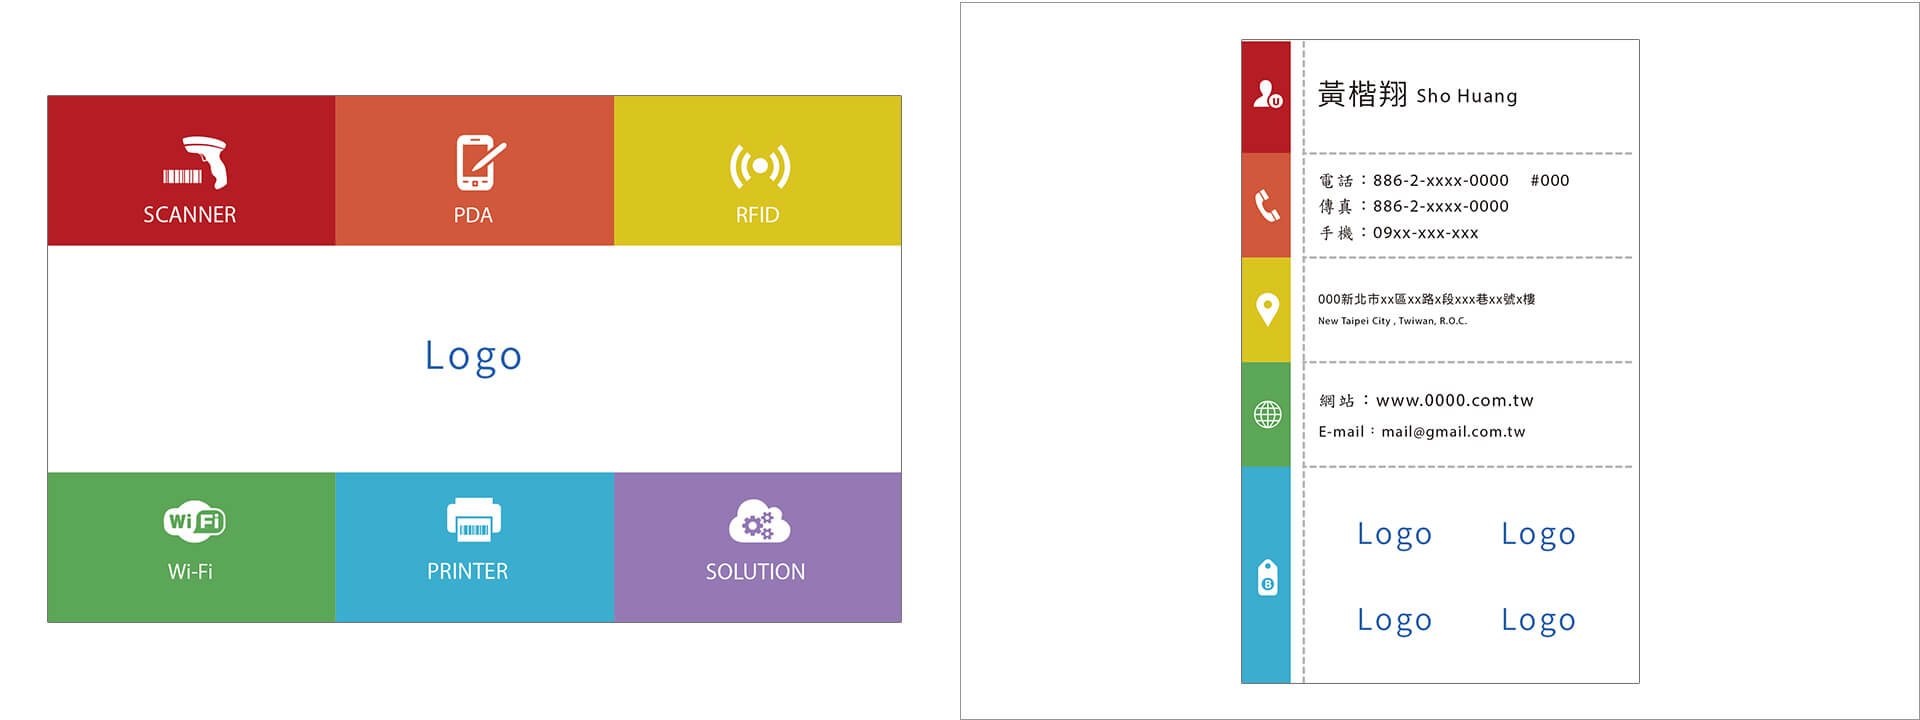 SCANNER
PDA
RFID
Logo
Wi Fi
Wi-Fi
PRINTER
SOLUTION
黃楷翔 Sho Huang
U
電話：886-2-xxxx-0000 #000
傳真：886-2-xxxx-0000
手機：09xx-xxx-xxx
000新北市xx區xx路x段xxx巷xx號x樓
New Taipei City , Twiwan, R.O.C.
網站：www.0000.com.tw
E-mail：mail@gmail.com.tw
Logo Logo
B
Logo Logo